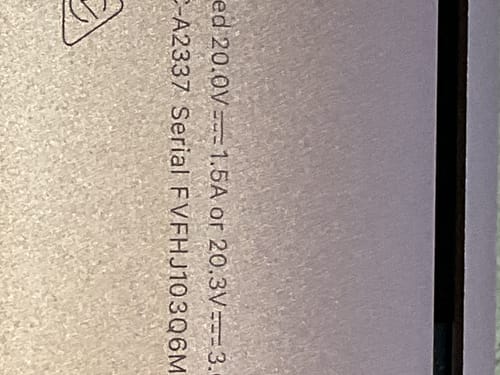 ed 20.0V⎓1.5A or 20.3V⎓3.
C-A2337 Serial FVFHJ103Q6M